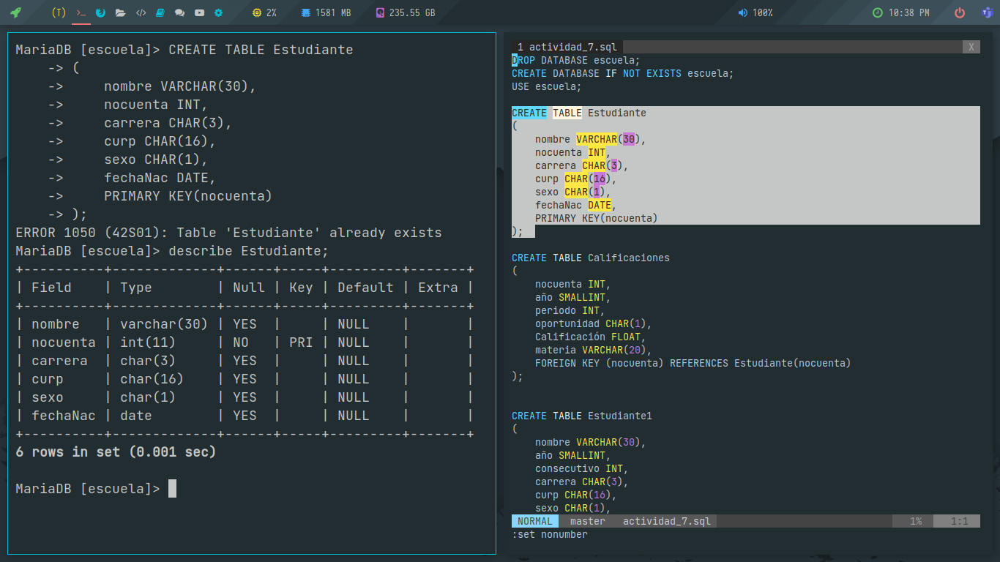 (T) >_ </> 2% 1581 MB 235.55 GB 100% 10:38 PM
MariaDB [escuela]> CREATE TABLE Estudiante
    -> (
    ->     nombre VARCHAR(30),
    ->     nocuenta INT,
    ->     carrera CHAR(3),
    ->     curp CHAR(16),
    ->     sexo CHAR(1),
    ->     fechaNac DATE,
    ->     PRIMARY KEY(nocuenta)
    -> );
ERROR 1050 (42S01): Table 'Estudiante' already exists
MariaDB [escuela]> describe Estudiante;
+----------+-------------+------+-----+---------+-------+
| Field    | Type        | Null | Key | Default | Extra |
+----------+-------------+------+-----+---------+-------+
| nombre   | varchar(30) | YES  |     | NULL    |       |
| nocuenta | int(11)     | NO   | PRI | NULL    |       |
| carrera  | char(3)     | YES  |     | NULL    |       |
| curp     | char(16)    | YES  |     | NULL    |       |
| sexo     | char(1)     | YES  |     | NULL    |       |
| fechaNac | date        | YES  |     | NULL    |       |
+----------+-------------+------+-----+---------+-------+
6 rows in set (0.001 sec)
MariaDB [escuela]>
1 actividad_7.sql X
DROP DATABASE escuela;
CREATE DATABASE IF NOT EXISTS escuela;
USE escuela;
CREATE TABLE Estudiante
(
    nombre VARCHAR(30),
    nocuenta INT,
    carrera CHAR(3),
    curp CHAR(16),
    sexo CHAR(1),
    fechaNac DATE,
    PRIMARY KEY(nocuenta)
);
CREATE TABLE Calificaciones
(
    nocuenta INT,
    año SMALLINT,
    periodo INT,
    oportunidad CHAR(1),
    Calificación FLOAT,
    materia VARCHAR(20),
    FOREIGN KEY (nocuenta) REFERENCES Estudiante(nocuenta)
);
CREATE TABLE Estudiante1
(
    nombre VARCHAR(30),
    año SMALLINT,
    consecutivo INT,
    carrera CHAR(3),
    curp CHAR(16),
    sexo CHAR(1),
NORMAL master actividad_7.sql 1% 1:1
:set nonumber